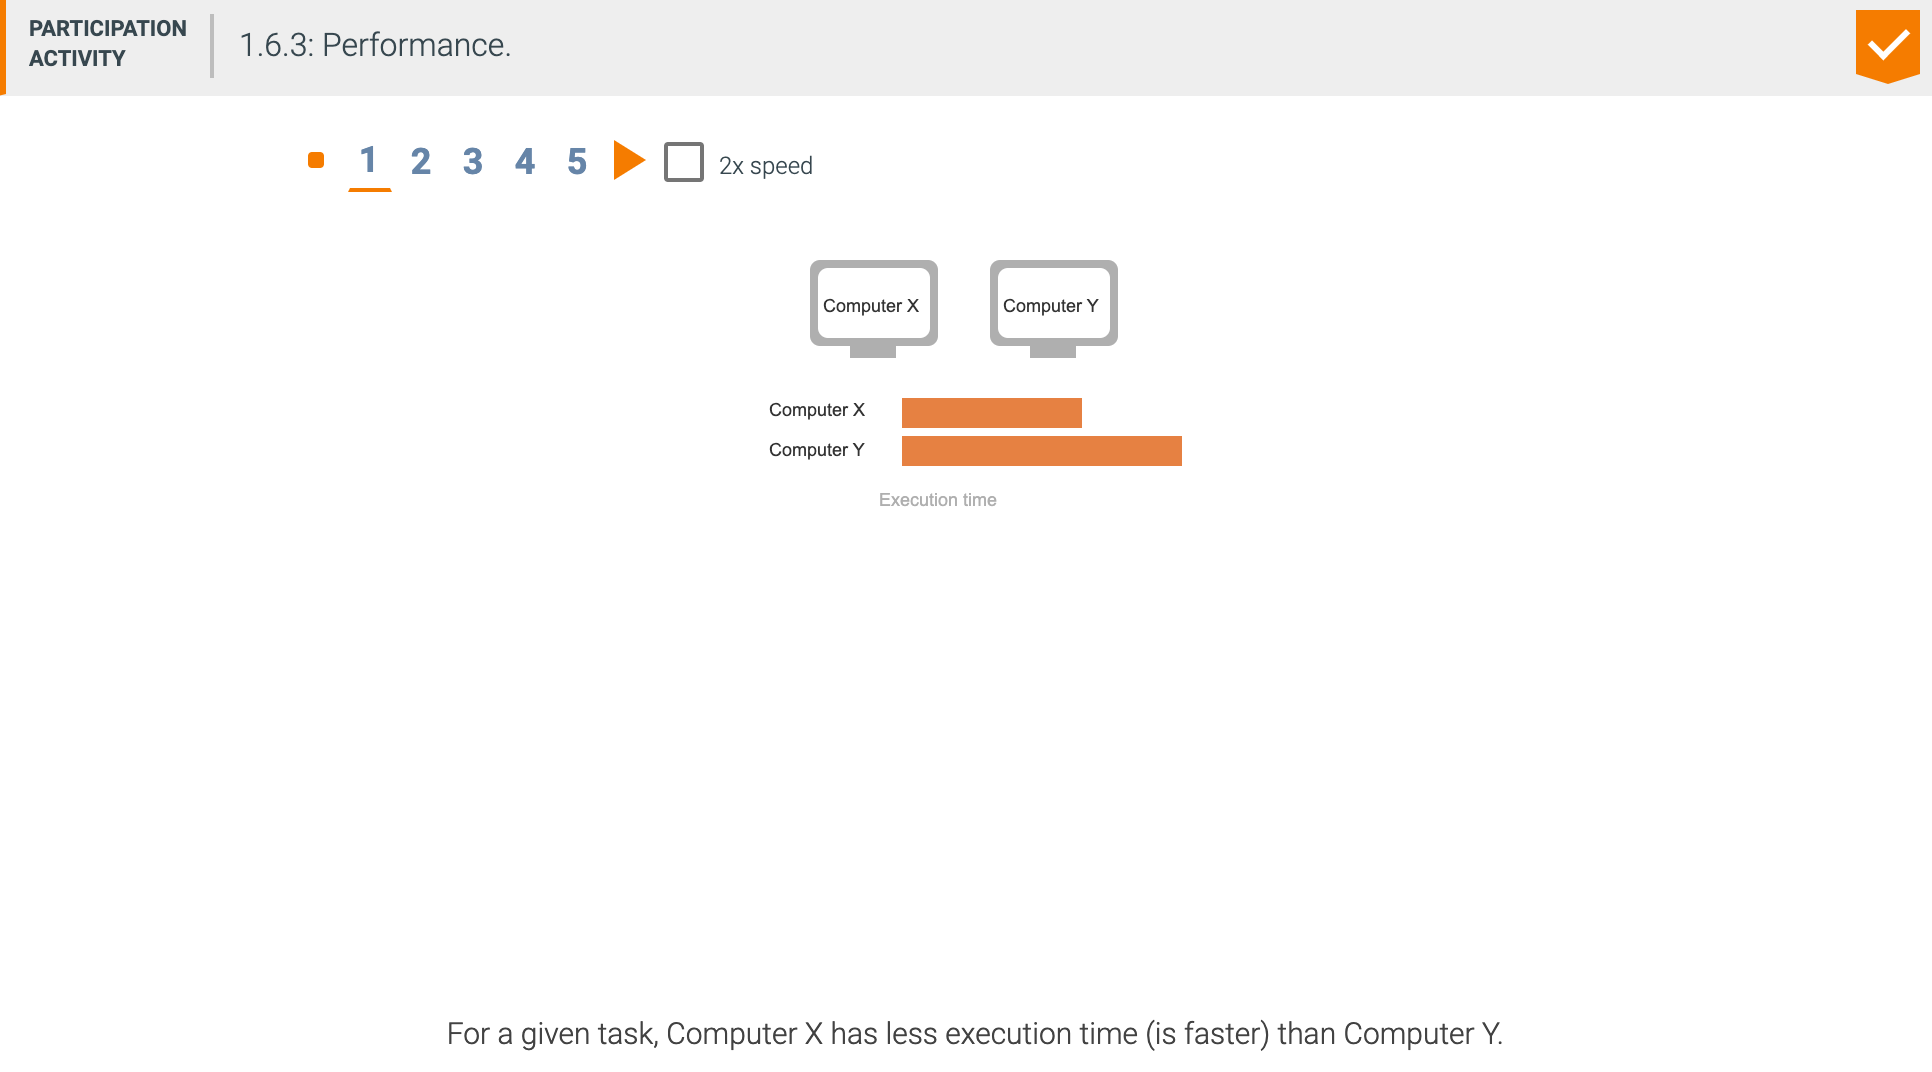 PARTICIPATION
ACTIVITY
1.6.3: Performance.
1 2 3 4 5 2x speed
Computer X Computer Y
Computer X
Computer Y
Execution time
For a given task, Computer X has less execution time (is faster) than Computer Y.